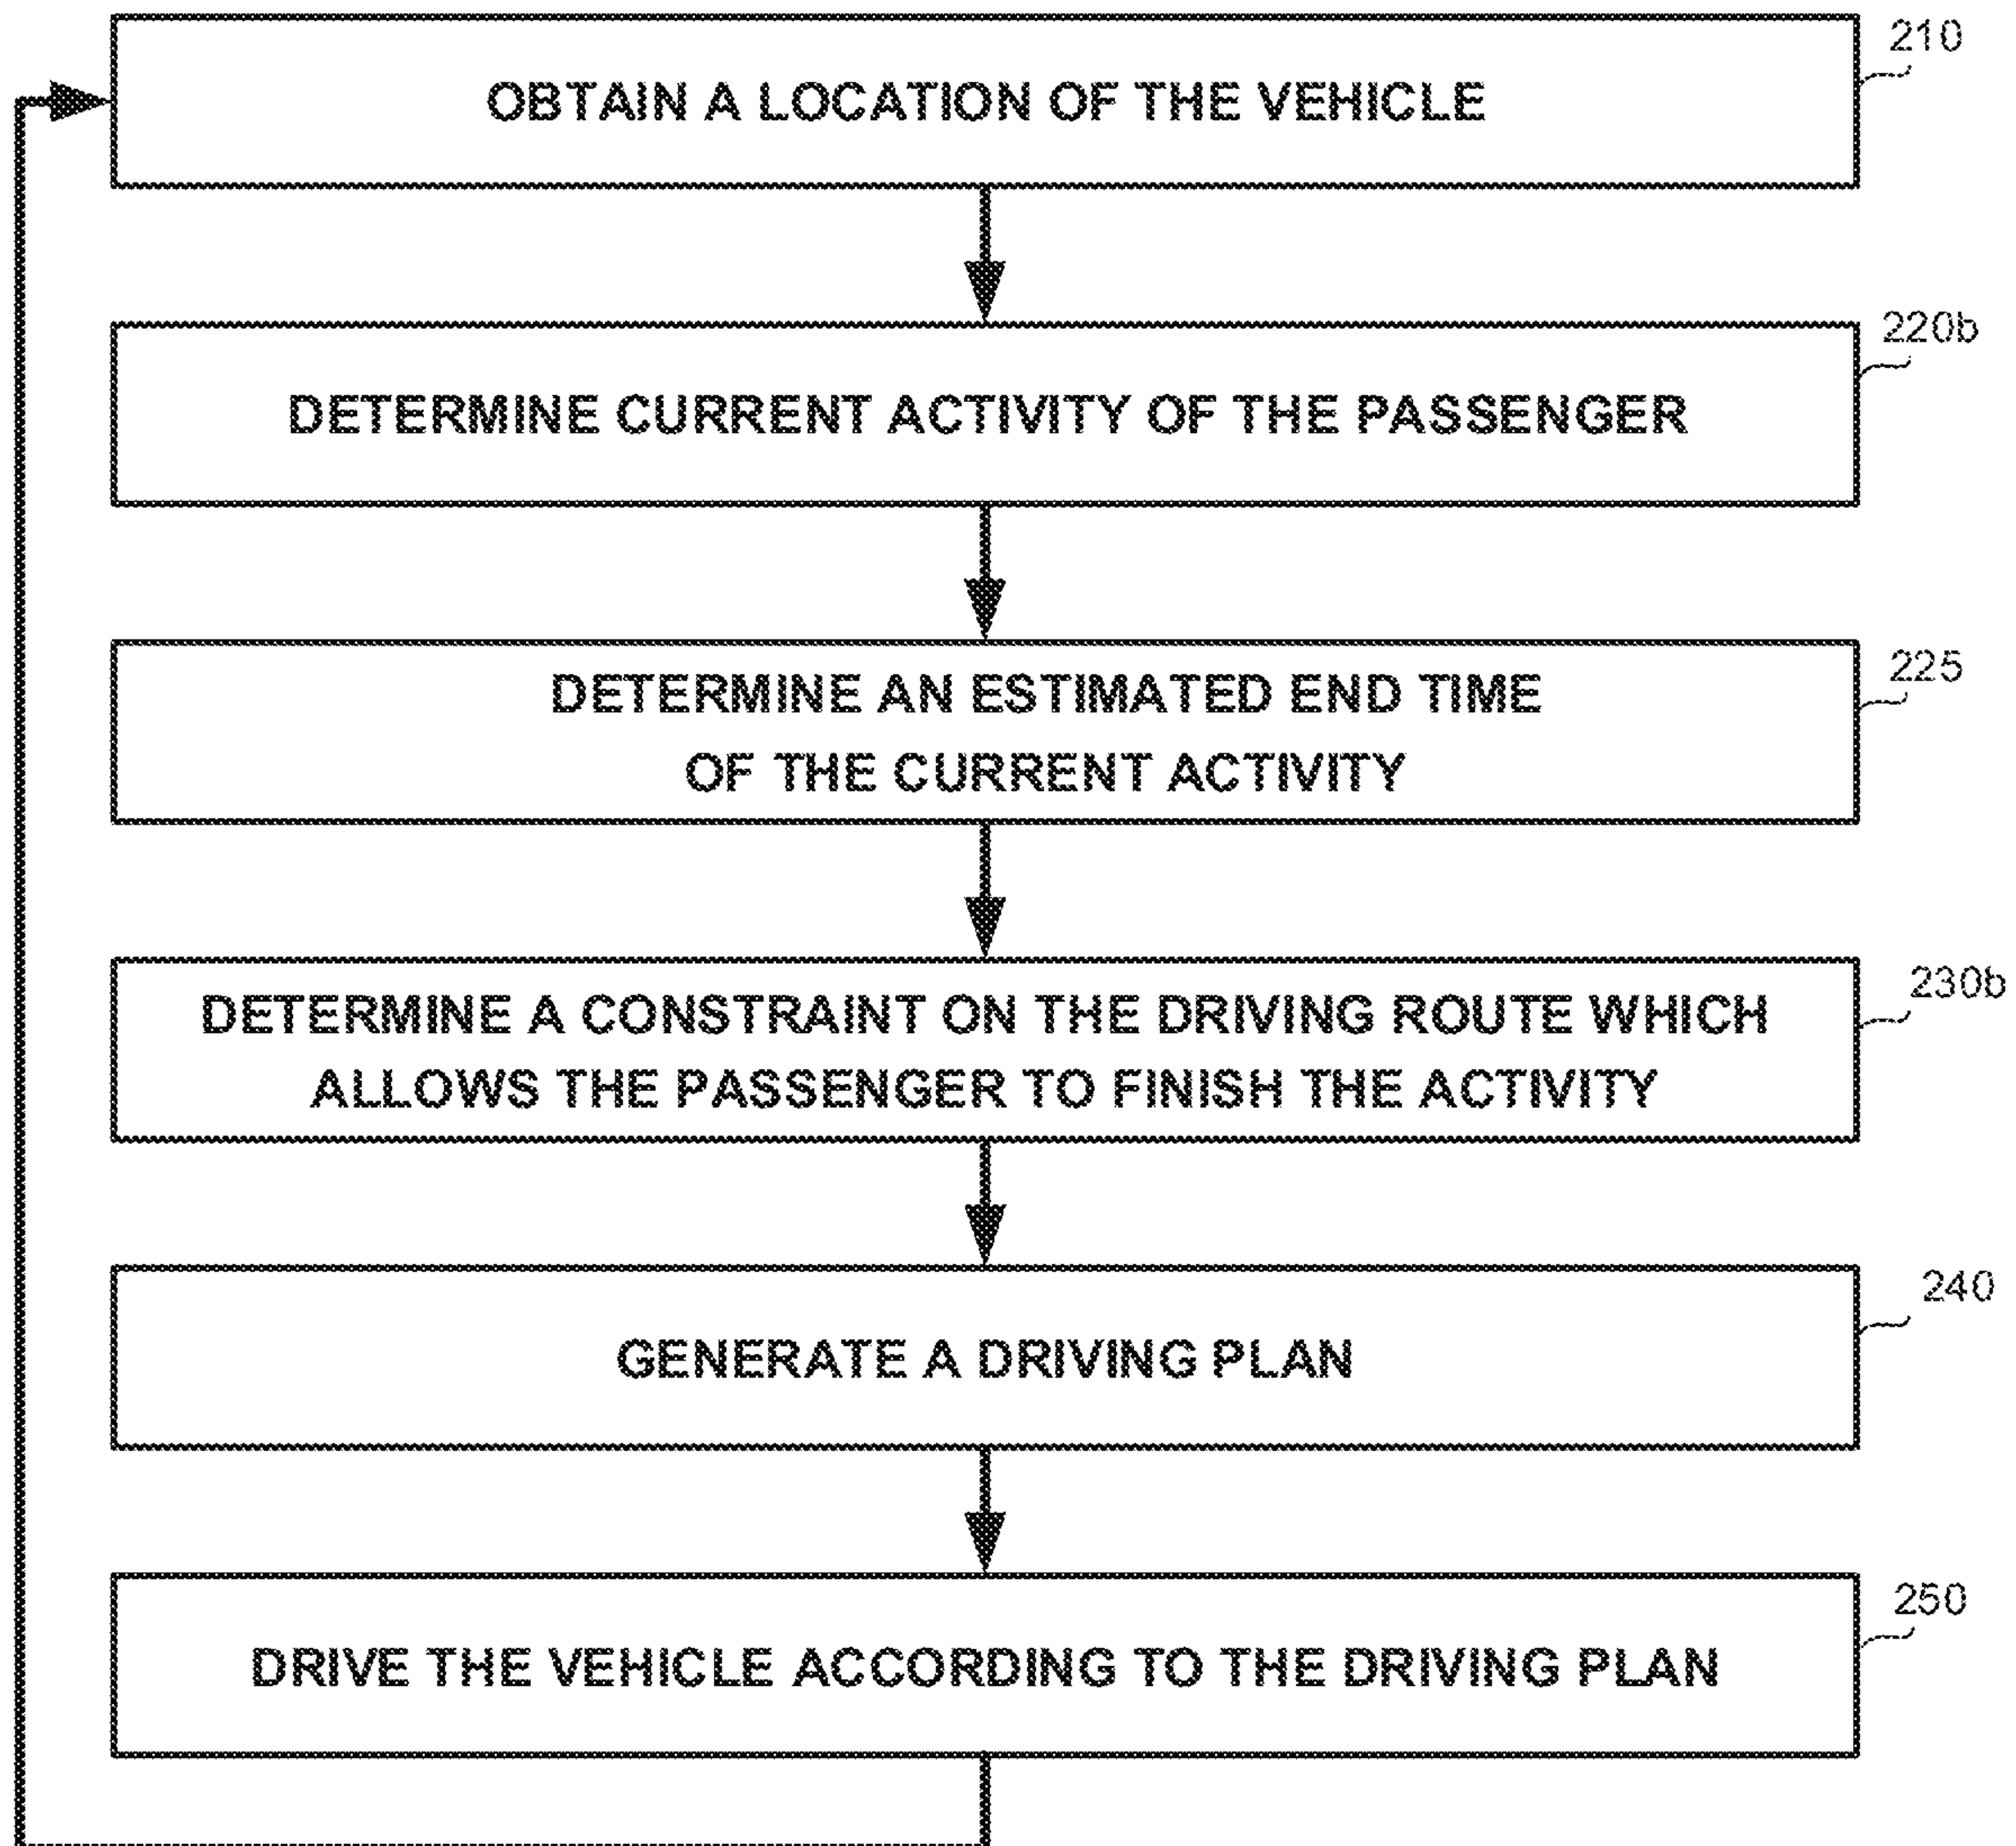 210
OBTAIN A LOCATION OF THE VEHICLE
220b
DETERMINE CURRENT ACTIVITY OF THE PASSENGER
225
DETERMINE AN ESTIMATED END TIME
OF THE CURRENT ACTIVITY
230b
DETERMINE A CONSTRAINT ON THE DRIVING ROUTE WHICH
ALLOWS THE PASSENGER TO FINISH THE ACTIVITY
240
GENERATE A DRIVING PLAN
250
DRIVE THE VEHICLE ACCORDING TO THE DRIVING PLAN